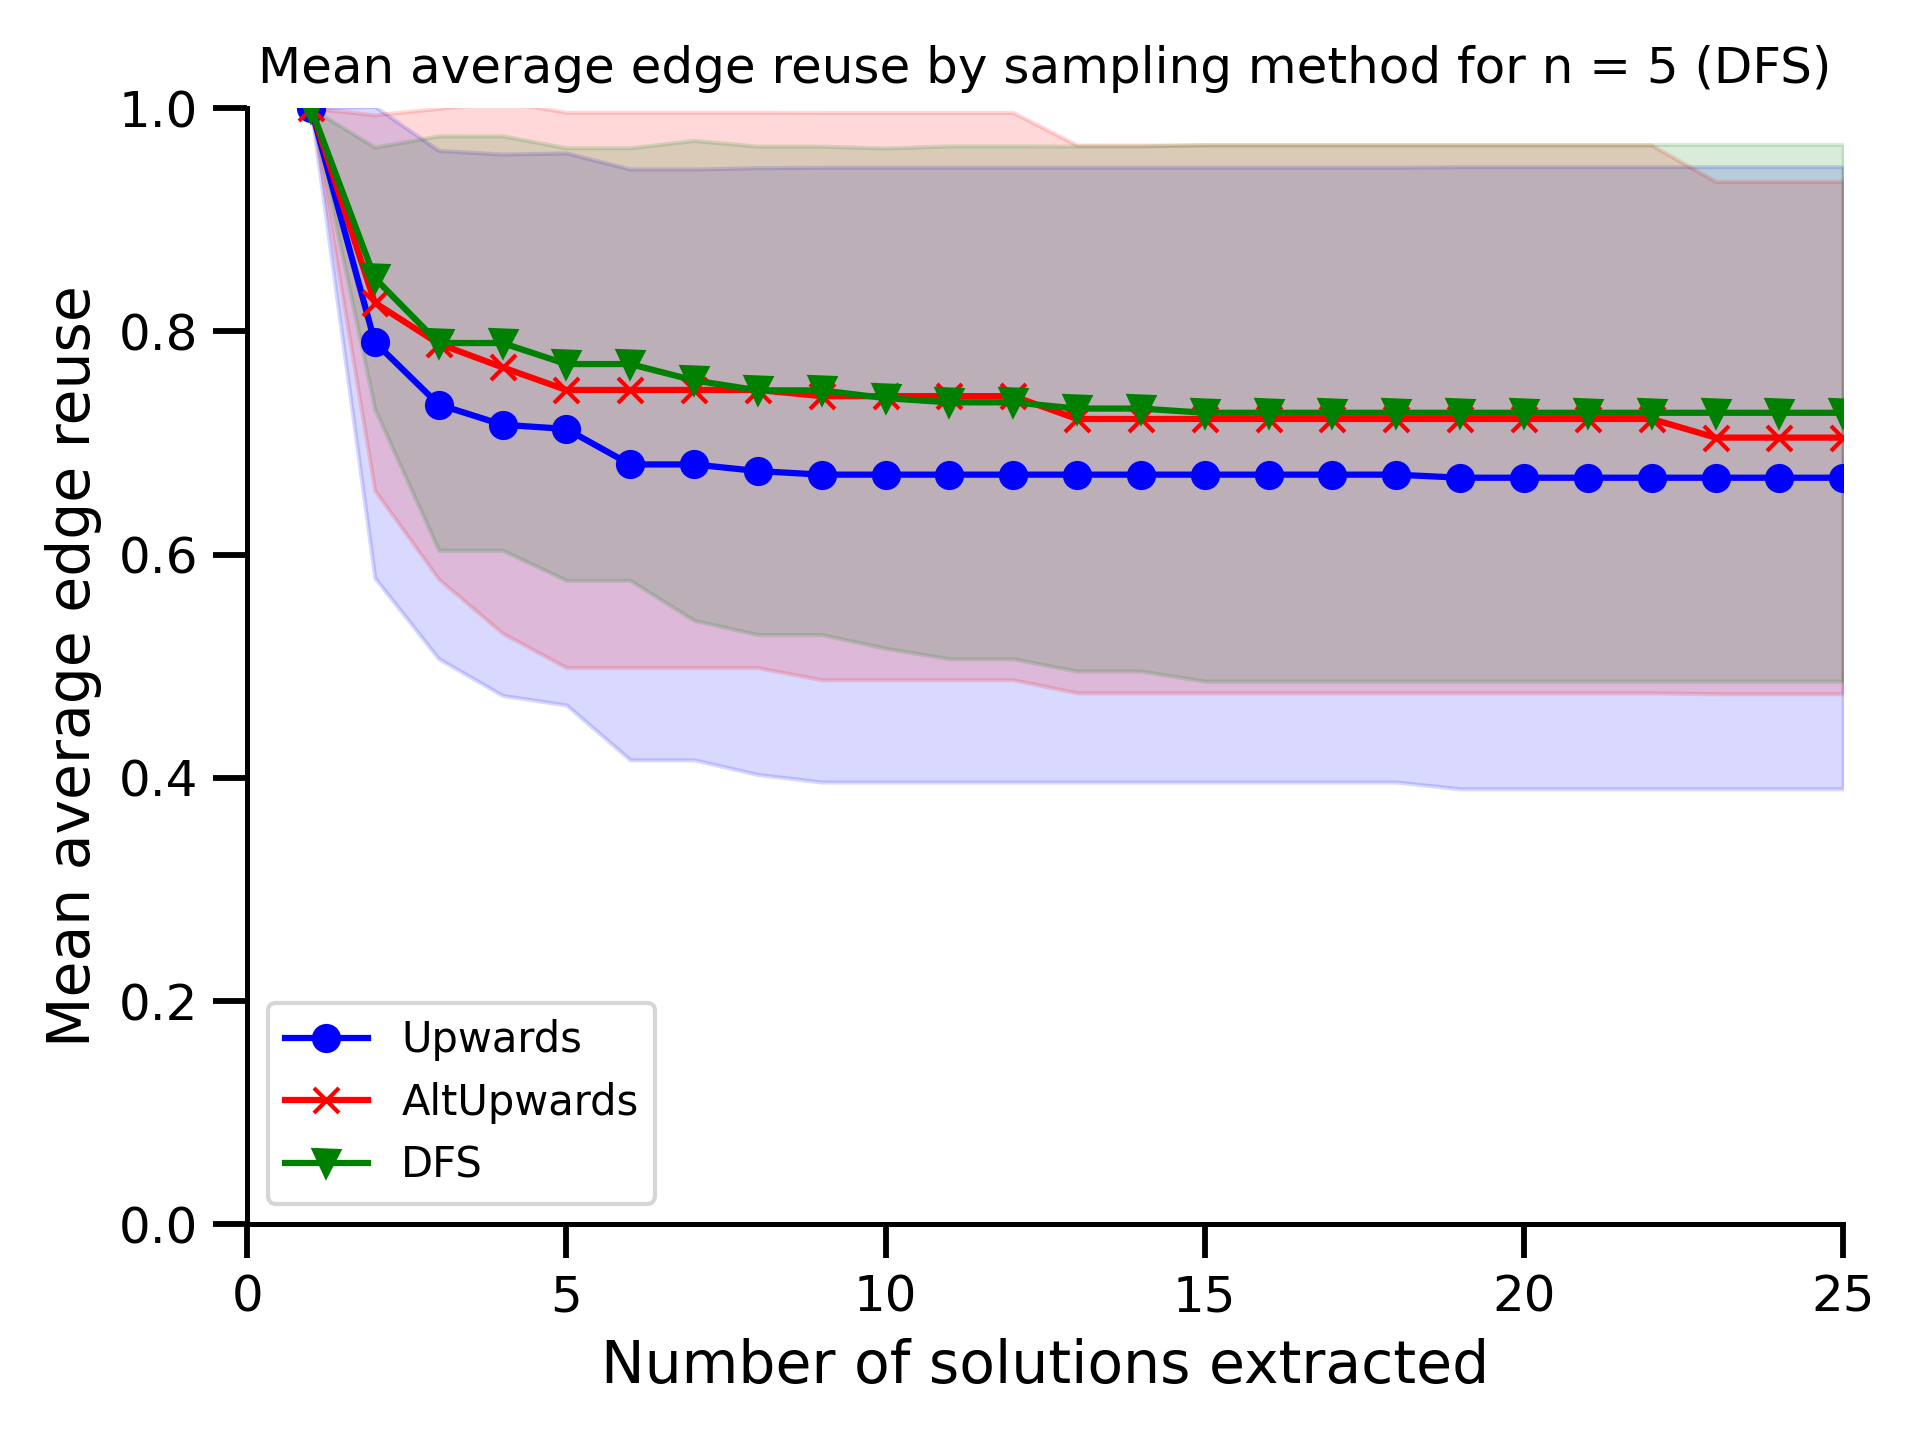 Mean average edge reuse by sampling method for n = 5 (DFS)
Mean average edge reuse
1.0
0.8
0.6
0.4
0.2
0.0
Upwards
AltUpwards
DFS
0 5 10 15 20 25
Number of solutions extracted